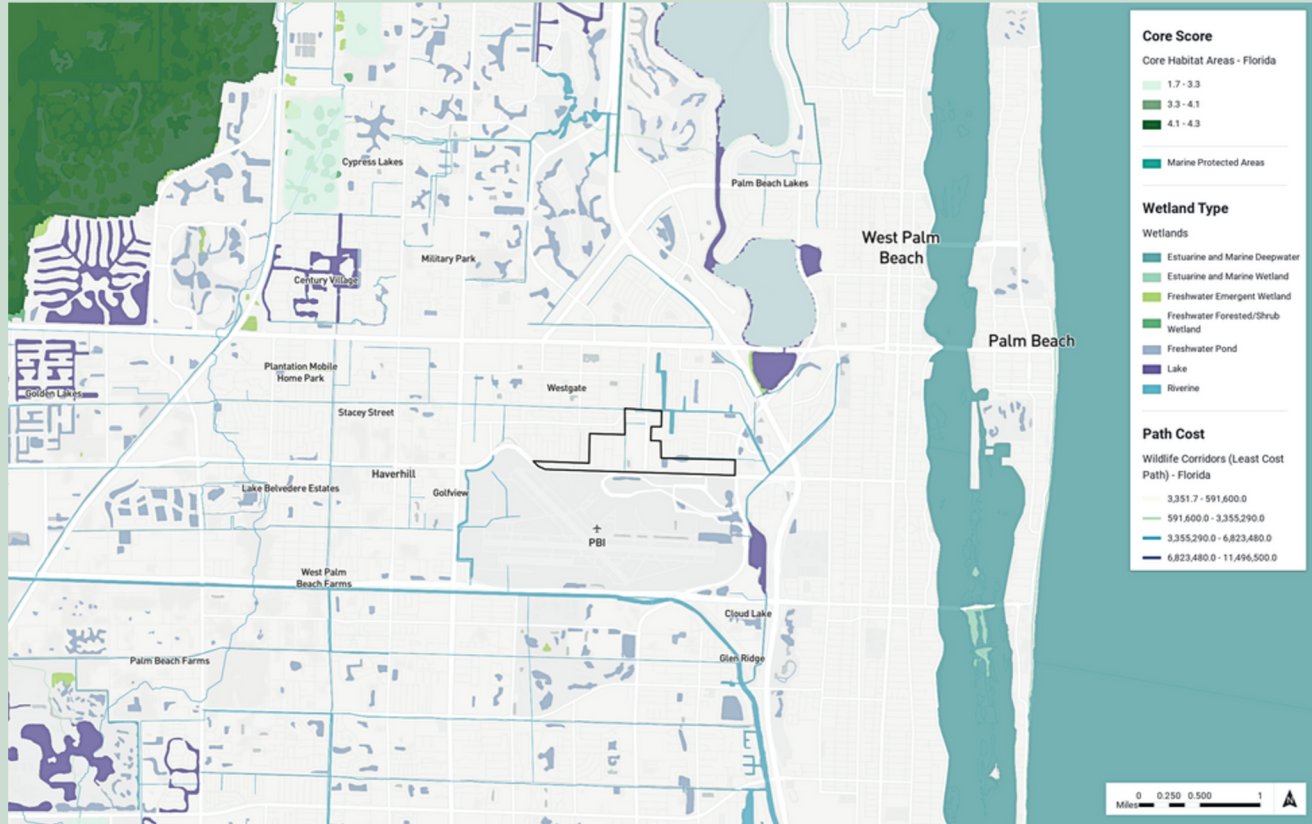 Cypress Lakes
Palm Beach Lakes
West Palm
Beach
Military Park
Century Village
Palm Beach
Plantation Mobile
Home Park
Westgate
Golden Lakes
Stacey Street
Haverhill
Lake Belvedere Estates
Golfview
PBI
West Palm
Beach Farms
Cloud Lake
Glen Ridge
Palm Beach Farms
Core Score
Core Habitat Areas - Florida
1.7 - 3.3
3.3 - 4.1
4.1 - 4.3
Marine Protected Areas
Wetland Type
Wetlands
Estuarine and Marine Deepwater
Estuarine and Marine Wetland
Freshwater Emergent Wetland
Freshwater Forested/Shrub
Wetland
Freshwater Pond
Lake
Riverine
Path Cost
Wildlife Corridors (Least Cost
Path) - Florida
3,351.7 - 591,600.0
591,600.0 - 3,355,290.0
3,355,290.0 - 6,823,480.0
6,823,480.0 - 11,496,500.0
0 0.250 0.500 1
Miles